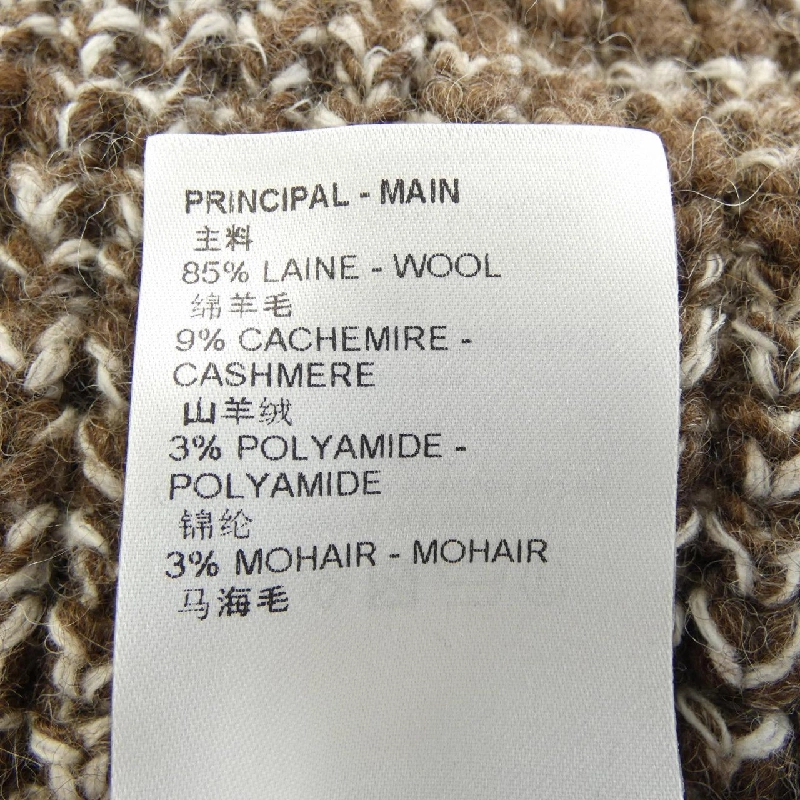 PRINCIPAL - MAIN
主料
85% LAINE - WOOL
绵羊毛
9% CACHEMIRE -
CASHMERE
山羊绒
3% POLYAMIDE -
POLYAMIDE
锦纶
3% MOHAIR - MOHAIR
马海毛